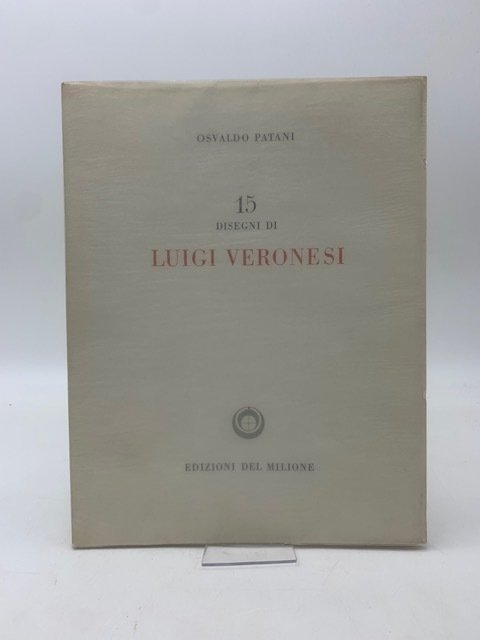 OSVALDO PATANI
15
DISEGNI DI
LUIGI VERONESI
EDIZIONI DEL MILIONE